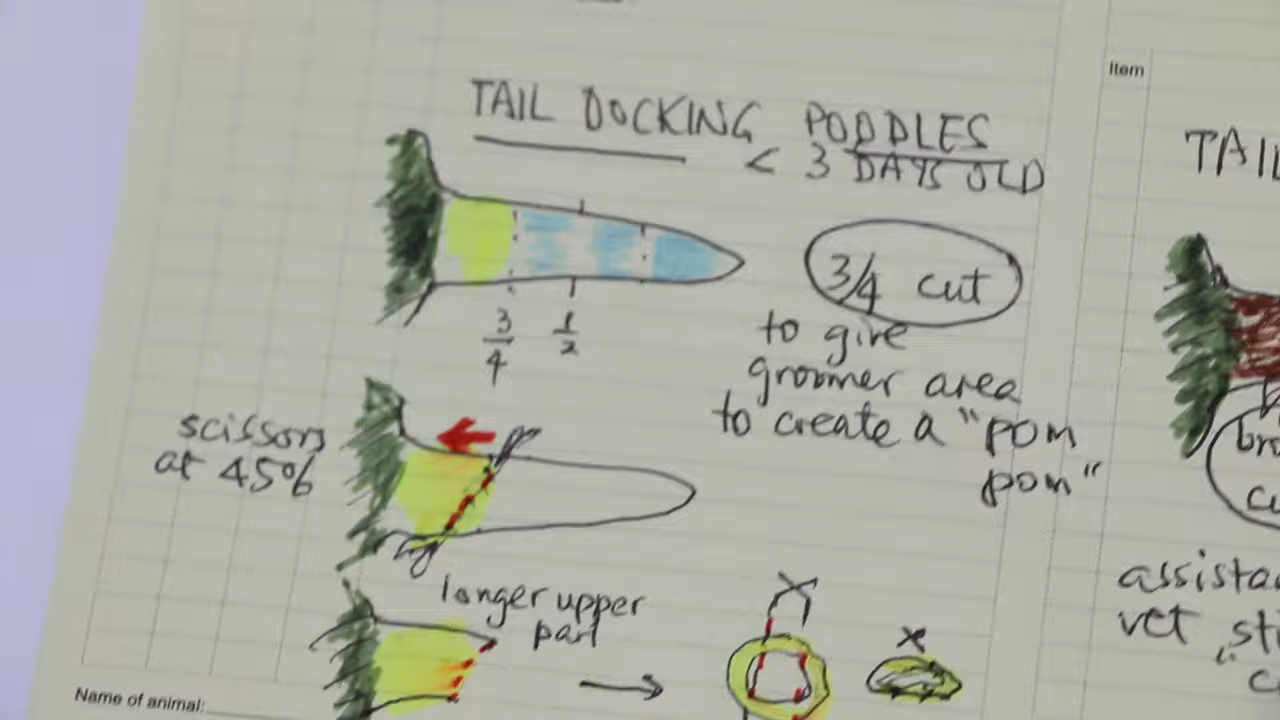 TAIL DOCKING POODLES
< 3 DAYS OLD
3/4 cut
to give
groomer area
to create a "pom
pom"
3/4
1/2
scissors
at 45%
longer upper
part
Name of animal:
Item
TAIL
assista
vet "st